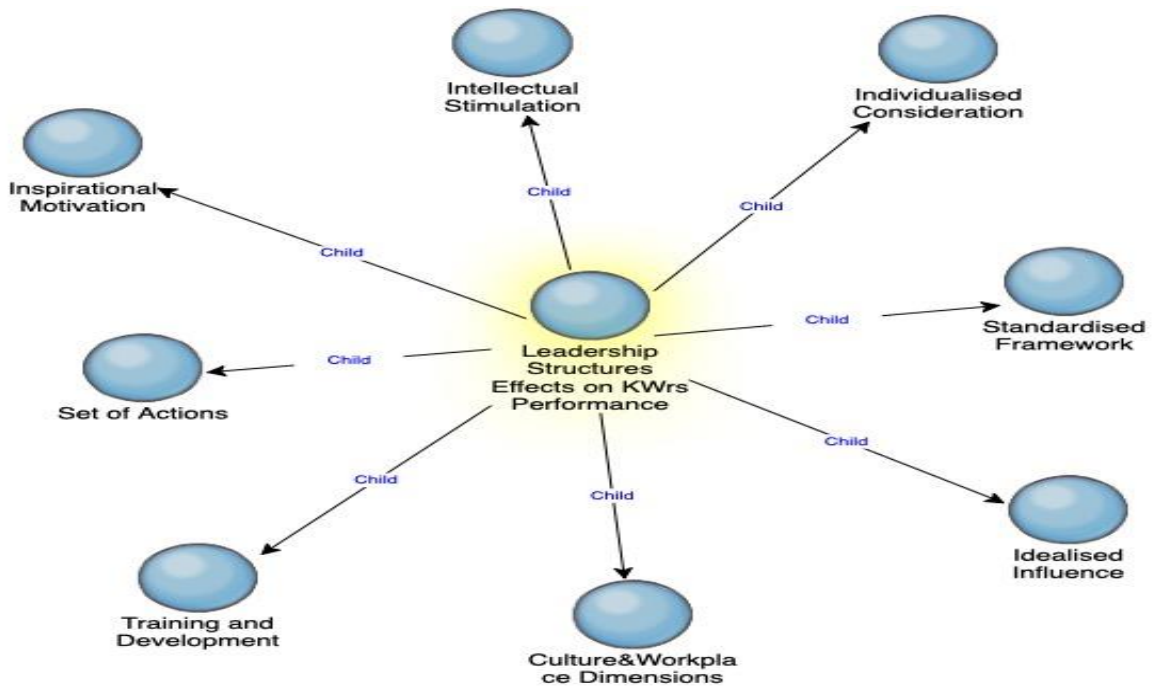 Intellectual
Stimulation
Individualised
Consideration
Inspirational
Motivation
Child
Child
Child
Leadership
Structures
Effects on KWrs
Performance
Child
Standardised
Framework
Child
Set of Actions
Child
Child
Child
Idealised
Influence
Training and
Development
Culture&Workpla
ce Dimensions